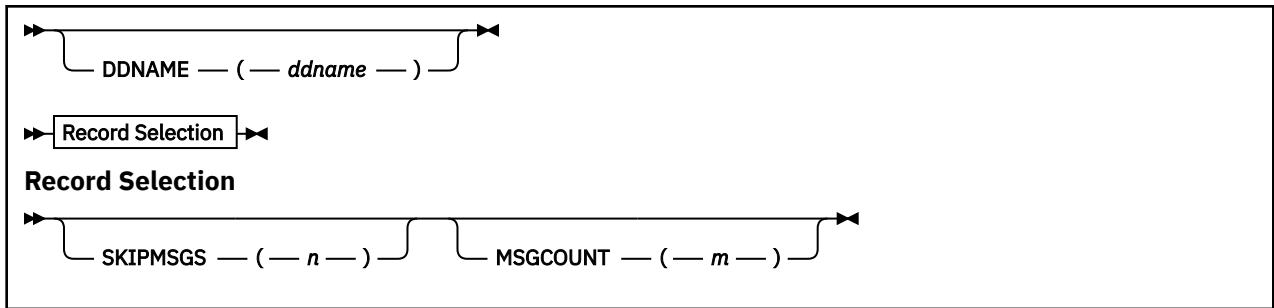 DDNAME ( ddname )
Record Selection
Record Selection
SKIPMSGS ( n ) MSGCOUNT ( m )